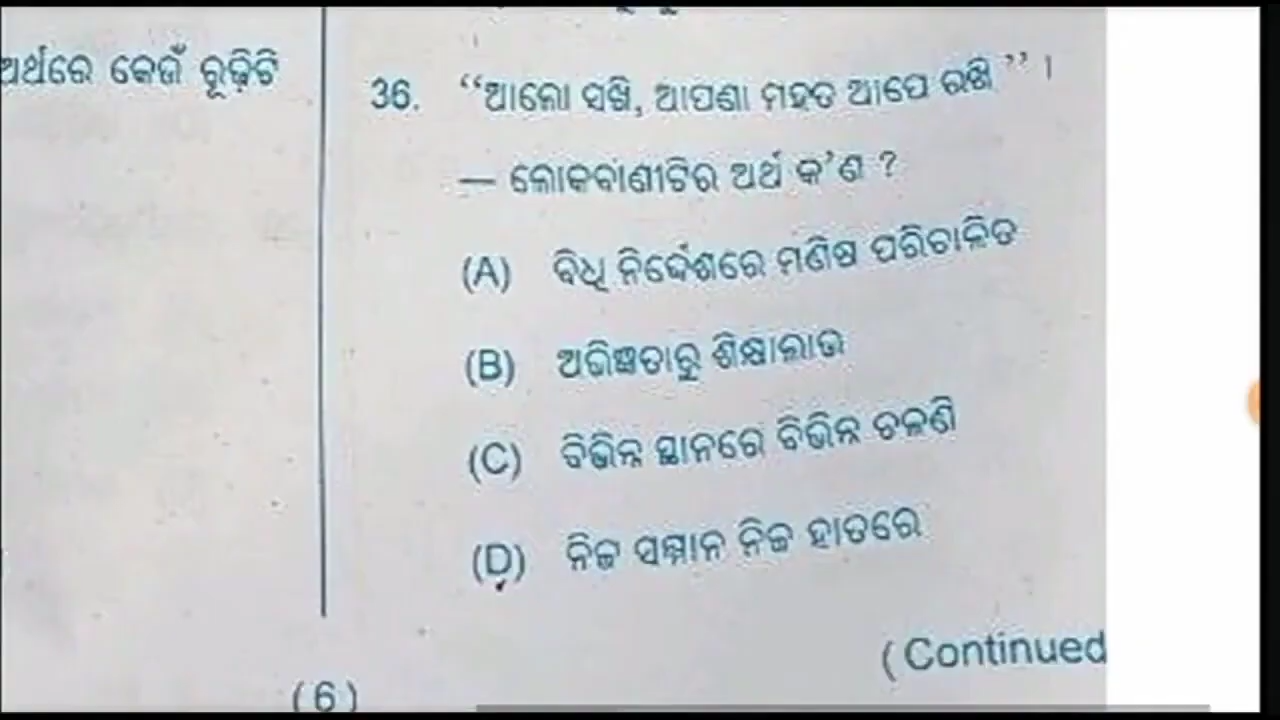 ଅର୍ଥରେ କେଉଁ ରୂଢ଼ିଟି
36. “ଆଲୋ ସଖି, ଆପଣା ମହତ ଆପେ ରଖି” ।
— ଲୋକବାଣୀଟିର ଅର୍ଥ କ'ଣ ?
(A) ବିଧି ନିର୍ଦ୍ଦେଶରେ ମଣିଷ ପରିଚାଳିତ
(B) ଅଭିଜ୍ଞତାରୁ ଶିକ୍ଷାଲାଭ
(C) ବିଭିନ୍ନ ସ୍ଥାନରେ ବିଭିନ୍ନ ଚଳଣି
(D) ନିଜ ସମ୍ମାନ ନିଜ ହାତରେ
( Continued
( 6 )